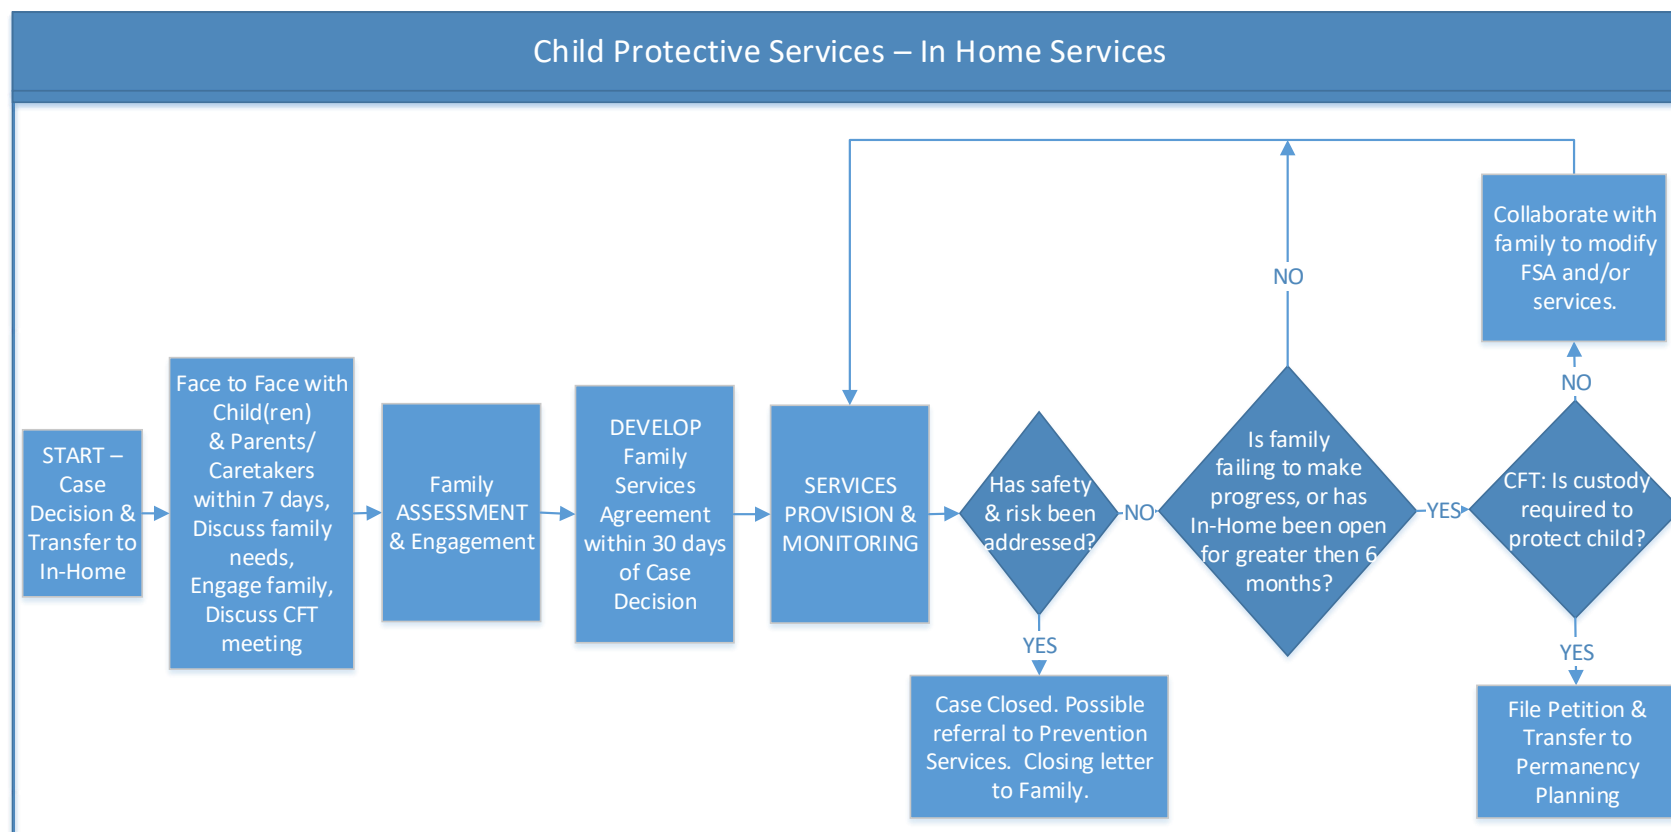 Child Protective Services – In Home Services
START –
Case
Decision &
Transfer to
In-Home
Face to Face with
Child(ren)
& Parents/
Caretakers
within 7 days,
Discuss family
needs,
Engage family,
Discuss CFT
meeting
Family
ASSESSMENT
& Engagement
DEVELOP
Family
Services
Agreement
within 30 days
of Case
Decision
SERVICES
PROVISION &
MONITORING
Has safety
& risk been
addressed?
NO
YES
Case Closed. Possible
referral to Prevention
Services.  Closing letter
to Family.
Is family
failing to make
progress, or has
In-Home been open
for greater then 6
months?
NO
YES
CFT: Is custody
required to
protect child?
NO
Collaborate with
family to modify
FSA and/or
services.
YES
File Petition &
Transfer to
Permanency
Planning